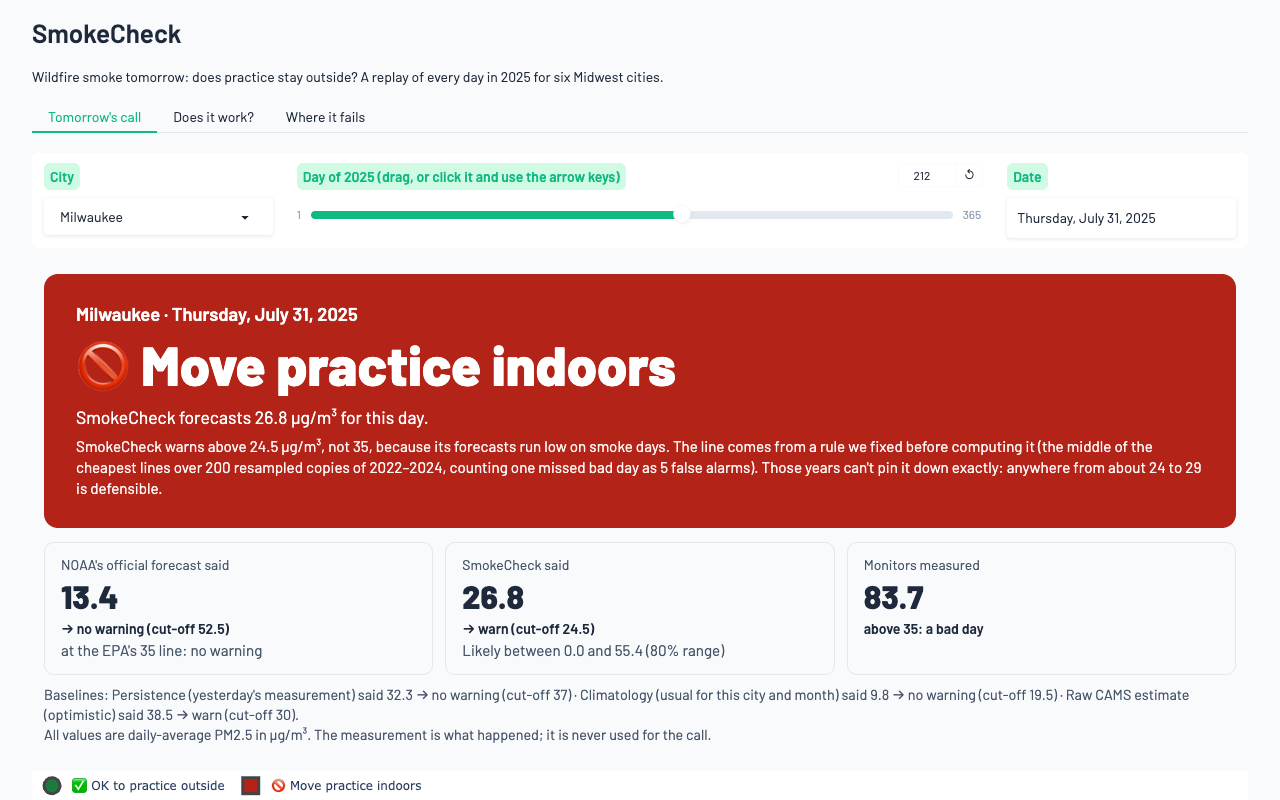 SmokeCheck
Wildfire smoke tomorrow: does practice stay outside? A replay of every day in 2025 for six Midwest cities.
Tomorrow's call
Does it work?
Where it fails
City
Day of 2025 (drag, or click it and use the arrow keys)
212
Date
Milwaukee
1
365
Thursday, July 31, 2025
Milwaukee · Thursday, July 31, 2025
🚫 Move practice indoors
SmokeCheck forecasts 26.8 µg/m³ for this day.
SmokeCheck warns above 24.5 µg/m³, not 35, because its forecasts run low on smoke days. The line comes from a rule we fixed before computing it (the middle of the
cheapest lines over 200 resampled copies of 2022–2024, counting one missed bad day as 5 false alarms). Those years can't pin it down exactly: anywhere from about 24 to 29
is defensible.
NOAA's official forecast said
13.4
→ no warning (cut-off 52.5)
at the EPA's 35 line: no warning
SmokeCheck said
26.8
→ warn (cut-off 24.5)
Likely between 0.0 and 55.4 (80% range)
Monitors measured
83.7
above 35: a bad day
Baselines: Persistence (yesterday's measurement) said 32.3 → no warning (cut-off 37) · Climatology (usual for this city and month) said 9.8 → no warning (cut-off 19.5) · Raw CAMS estimate
(optimistic) said 38.5 → warn (cut-off 30).
All values are daily-average PM2.5 in µg/m³. The measurement is what happened; it is never used for the call.
✅ OK to practice outside
🚫 Move practice indoors